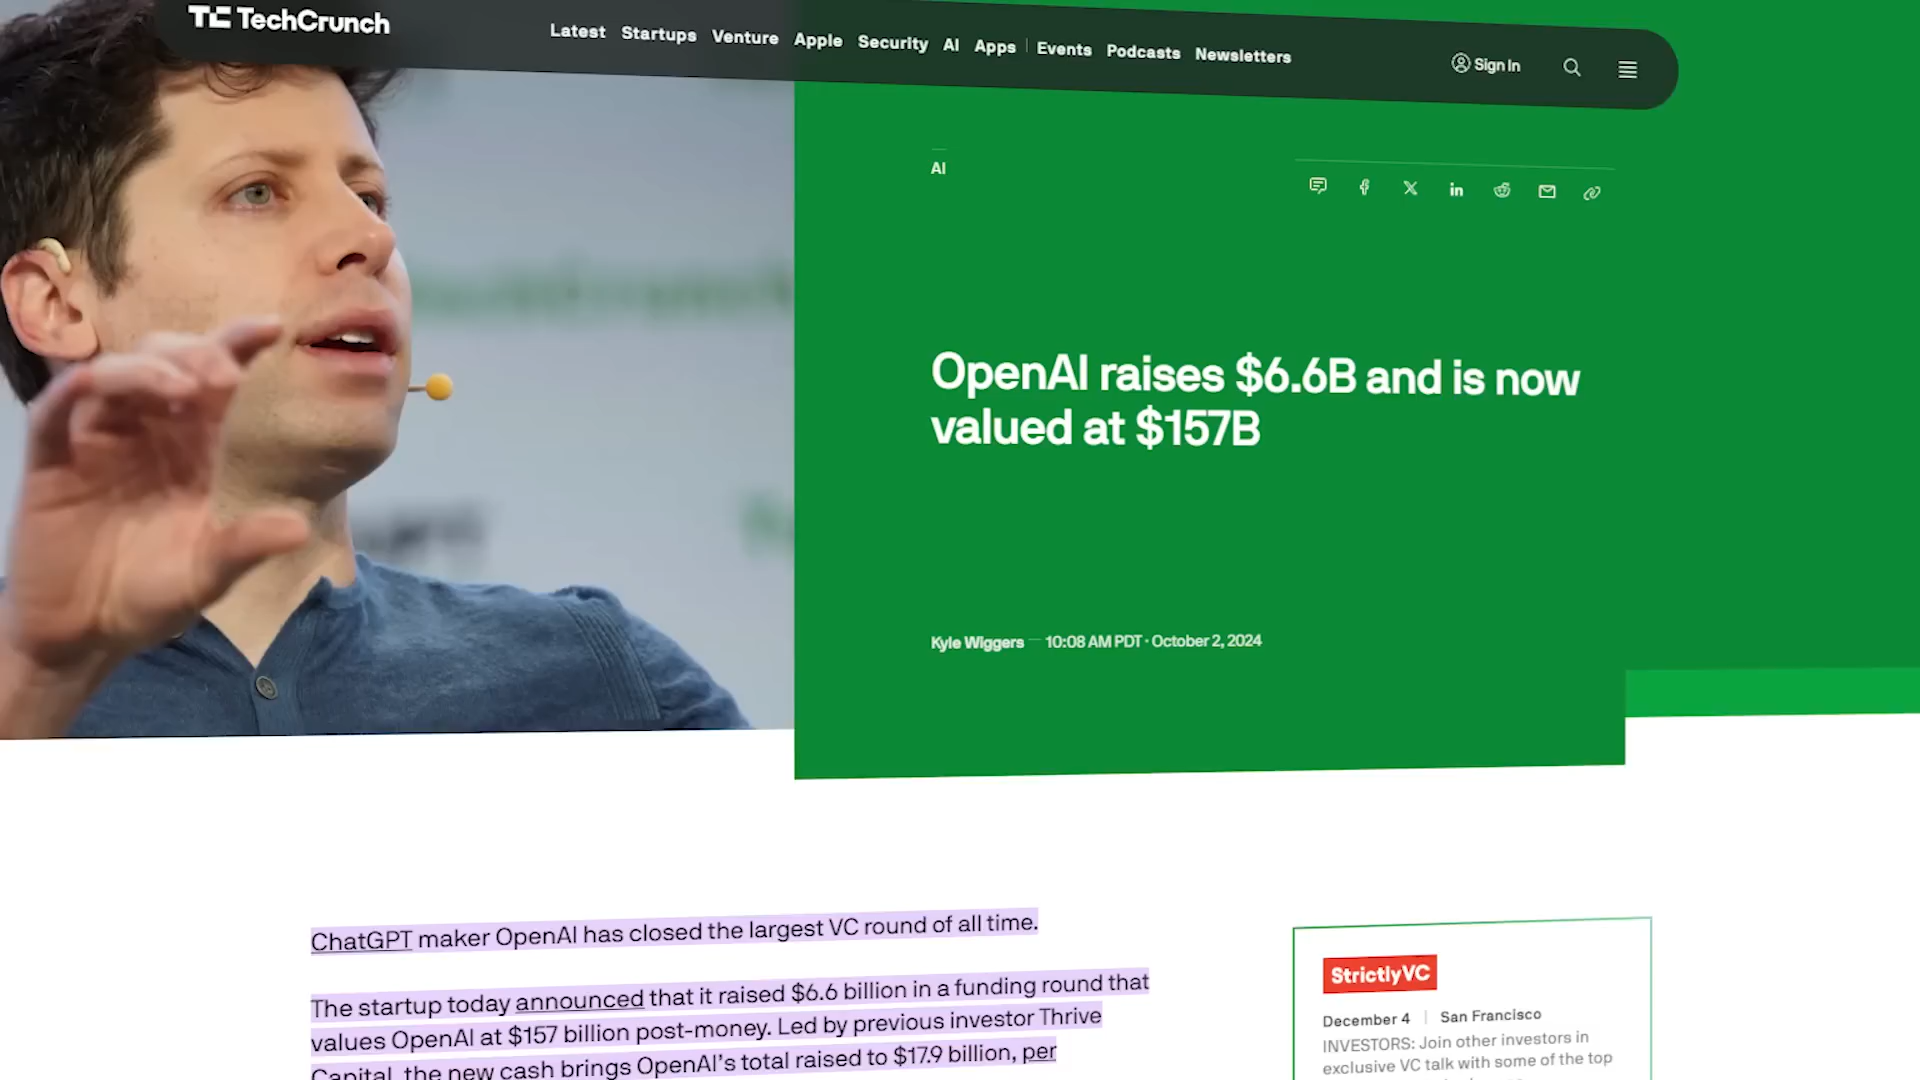 TechCrunch
Latest Startups Venture Apple Security AI Apps Events Podcasts Newsletters
Sign In
AI
OpenAI raises $6.6B and is now
valued at $157B
Kyle Wiggers — 10:08 AM PDT · October 2, 2024
ChatGPT maker OpenAI has closed the largest VC round of all time.
The startup today announced that it raised $6.6 billion in a funding round that
values OpenAI at $157 billion post-money. Led by previous investor Thrive
Capital, the new cash brings OpenAI's total raised to $17.9 billion, per
StrictlyVC
December 4 | San Francisco
INVESTORS: Join other investors in
exclusive VC talk with some of the top